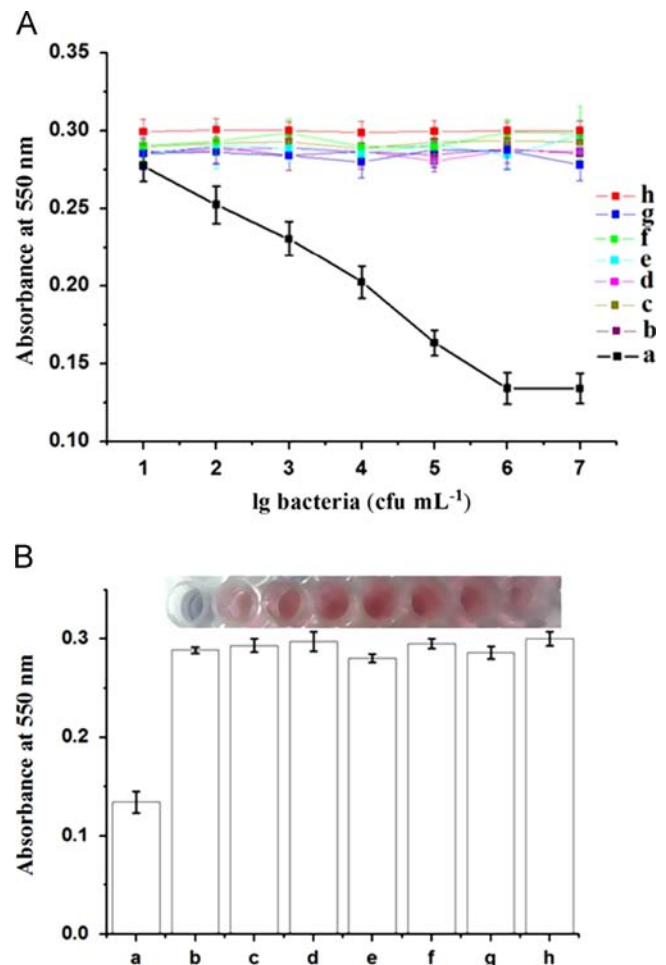 A
Absorbance at 550 nm
0.35
0.30
0.25
0.20
0.15
0.10
1 2 3 4 5 6 7
lg bacteria (cfu mL⁻¹)
h
g
f
e
d
c
b
a
B
Absorbance at 550 nm
0.3
0.2
0.1
0.0
a b c d e f g h